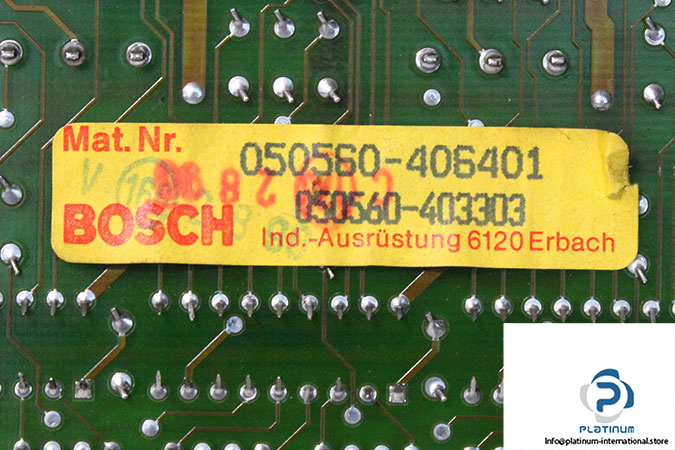 Mat. Nr. 050560-406401
050560-403303
BOSCH Ind.-Ausrüstung 6120 Erbach
PLATINUM
Info@platinum-international.store